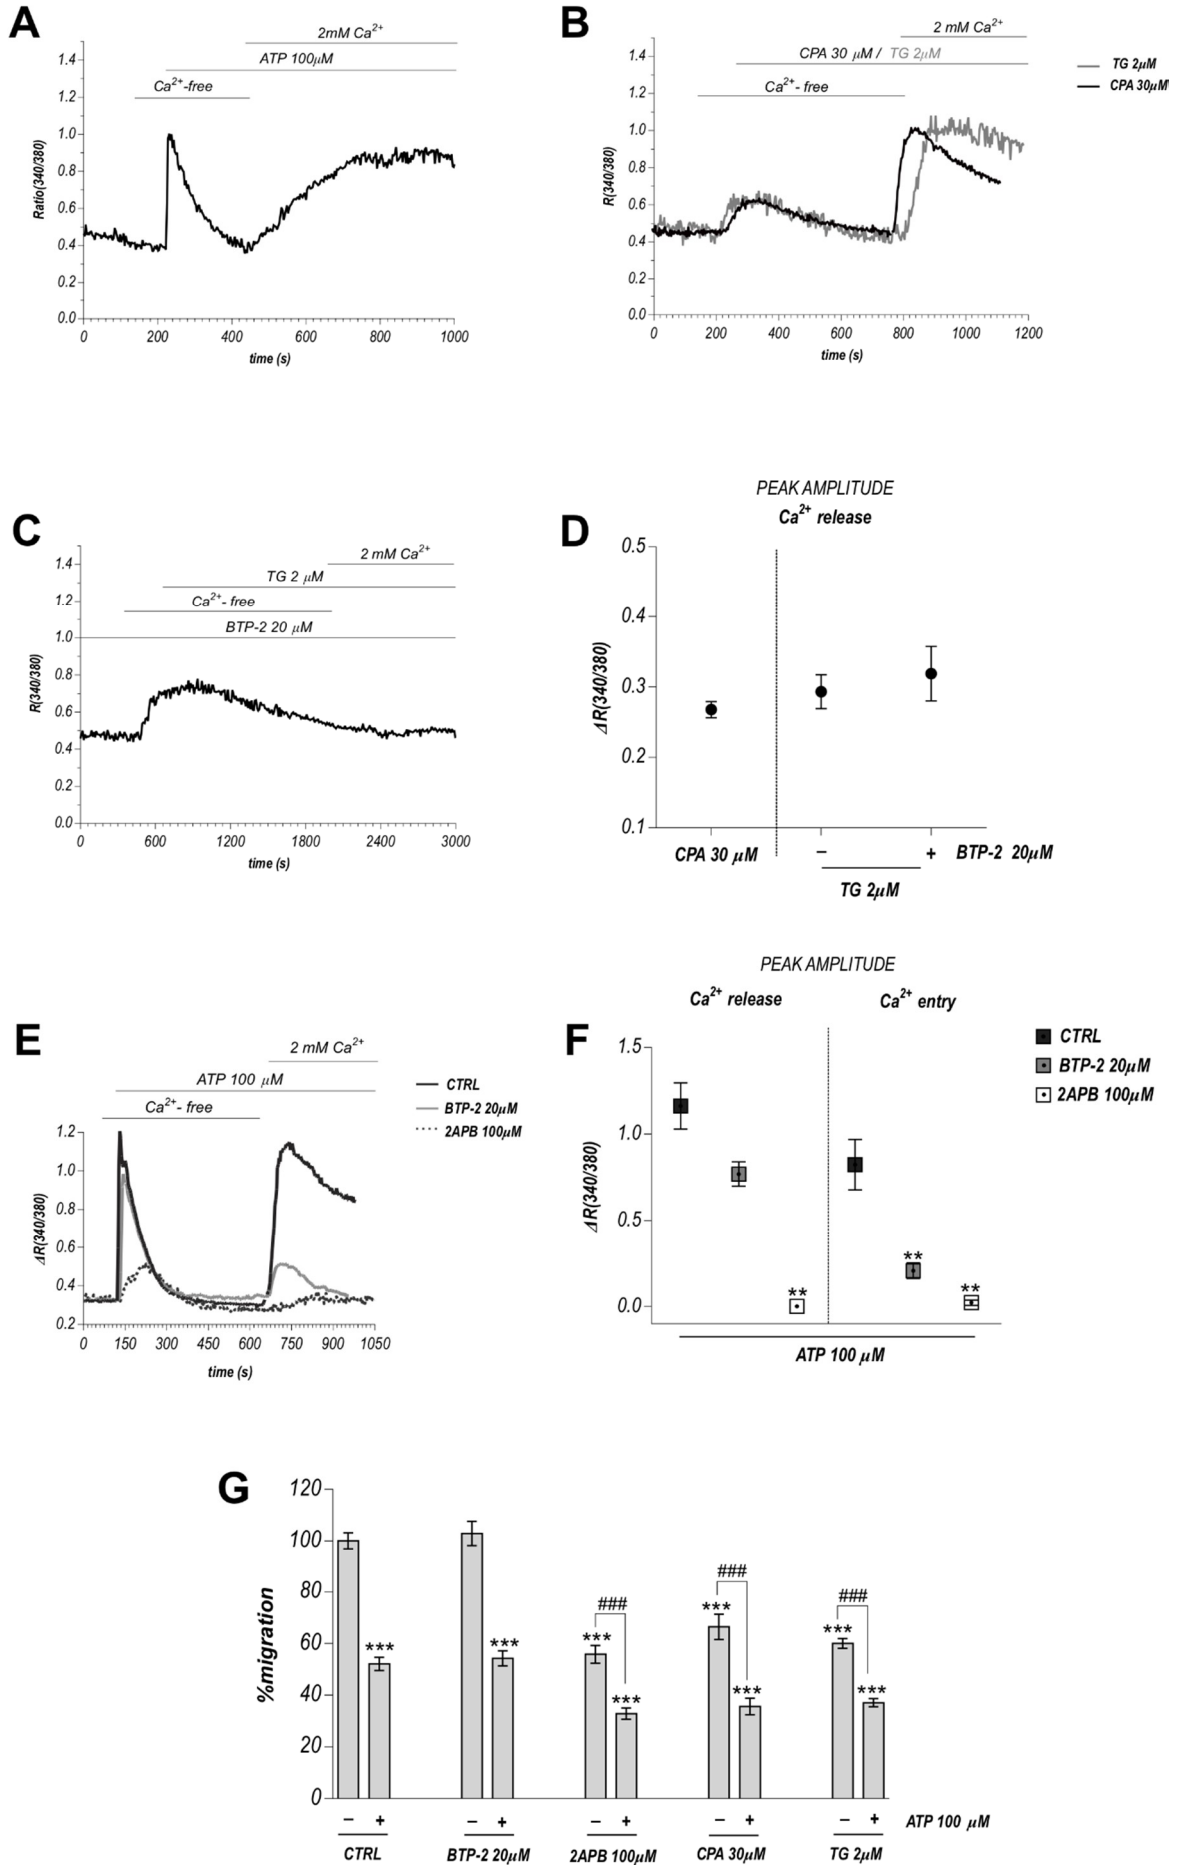 A
2mM Ca2+
ATP 100μM
Ca2+-free
1.4
1.2
1.0
0.8
0.6
0.4
0.2
0.0
Ratio(340/380)
0 200 400 600 800 1000
time (s)
B
2 mM Ca2+
CPA 30 μM / TG 2μM
Ca2+- free
TG 2μM
CPA 30μM
1.4
1.2
1.0
0.8
0.6
0.4
0.2
0.0
R(340/380)
0 200 400 600 800 1000 1200
time (s)
C
2 mM Ca2+
TG 2 μM
Ca2+- free
BTP-2 20 μM
1.4
1.2
1.0
0.8
0.6
0.4
0.2
0.0
R(340/380)
0 600 1200 1800 2400 3000
time (s)
D
PEAK AMPLITUDE
Ca2+ release
0.5
0.4
0.3
0.2
0.1
ΔR(340/380)
CPA 30 μM – + BTP-2 20μM
TG 2μM
E
2 mM Ca2+
ATP 100 μM
Ca2+- free
CTRL
BTP-2 20μM
2APB 100μM
1.2
1.0
0.8
0.6
0.4
0.2
ΔR(340/380)
0 150 300 450 600 750 900 1050
time (s)
F
PEAK AMPLITUDE
Ca2+ release Ca2+ entry
CTRL
BTP-2 20μM
2APB 100μM
1.5
1.0
0.5
0.0
ΔR(340/380)
**
**
**
ATP 100 μM
G
120
100
80
60
40
20
0
%migration
***
***
###
***
***
###
***
***
###
***
***
– + – + – + – + – + ATP 100 μM
CTRL BTP-2 20μM 2APB 100μM CPA 30μM TG 2μM